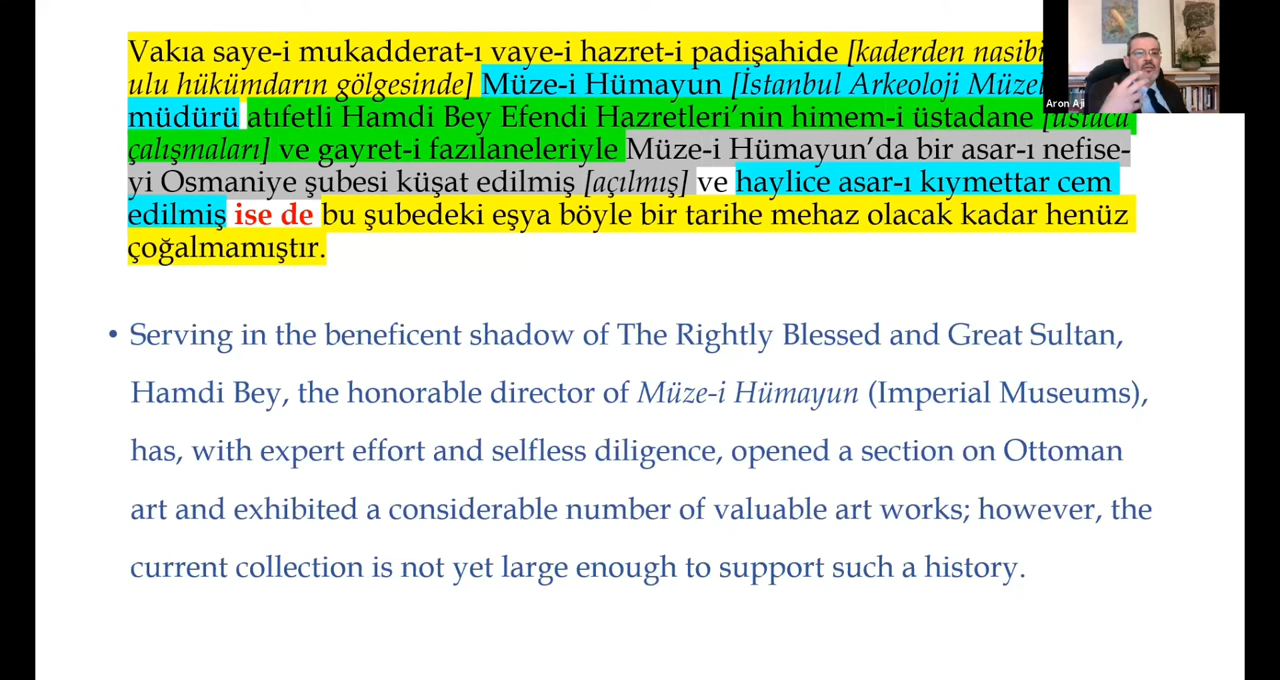 Vakıa saye-i mukadderat-ı vaye-i hazret-i padişahide [kaderden nasibi
ulu hükümdarın gölgesinde] Müze-i Hümayun [İstanbul Arkeoloji Müzel
Aron Aji
müdürü atıfetli Hamdi Bey Efendi Hazretleri’nin himem-i üstadane [ustaca
çalışmaları] ve gayret-i fazılaneleriyle Müze-i Hümayun’da bir asar-ı nefise-
yi Osmaniye şubesi küşat edilmiş [açılmış] ve haylice asar-ı kıymettar cem
edilmiş ise de bu şubedeki eşya böyle bir tarihe mehaz olacak kadar henüz
çoğalmamıştır.
• Serving in the beneficent shadow of The Rightly Blessed and Great Sultan,
Hamdi Bey, the honorable director of Müze-i Hümayun (Imperial Museums),
has, with expert effort and selfless diligence, opened a section on Ottoman
art and exhibited a considerable number of valuable art works; however, the
current collection is not yet large enough to support such a history.